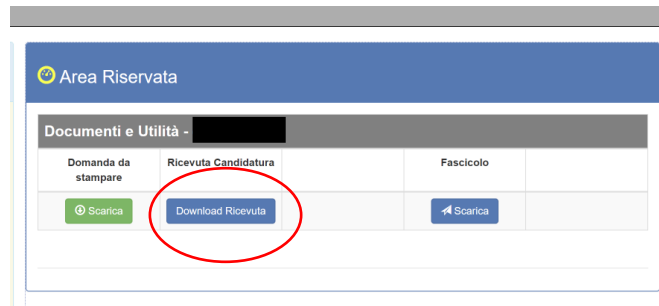 Area Riservata
Documenti e Utilità -
Domanda da stampare
Ricevuta Candidatura
Fascicolo
Scarica
Download Ricevuta
Scarica